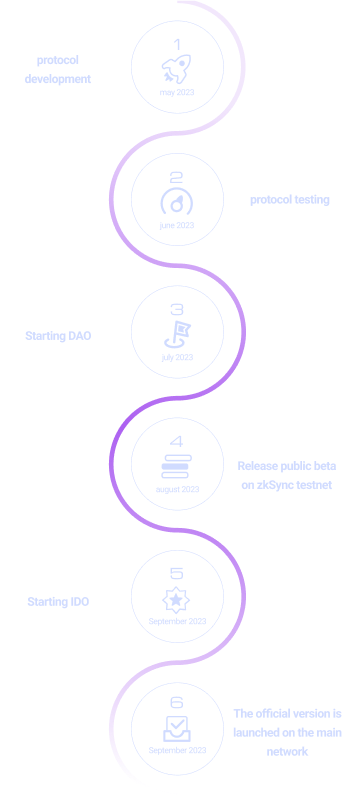 1
protocol
development
may 2023
2
protocol testing
june 2023
3
Starting DAO
july 2023
4
Release public beta
on zkSync testnet
august 2023
5
Starting IDO
September 2023
6
The official version is
launched on the main
network
September 2023